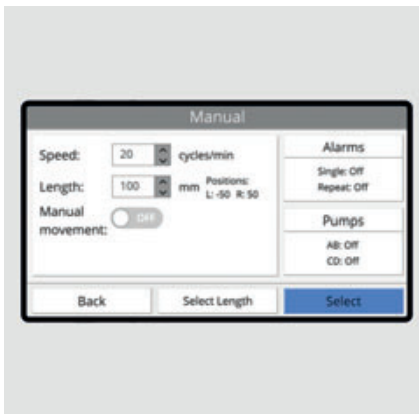 Manual
Speed: 20 cycles/min
Length: 100 mm Positions: L: -50 R: 50
Manual movement: OFF
Alarms
Single: Off
Repeat: Off
Pumps
AB: Off
CD: Off
Back
Select Length
Select